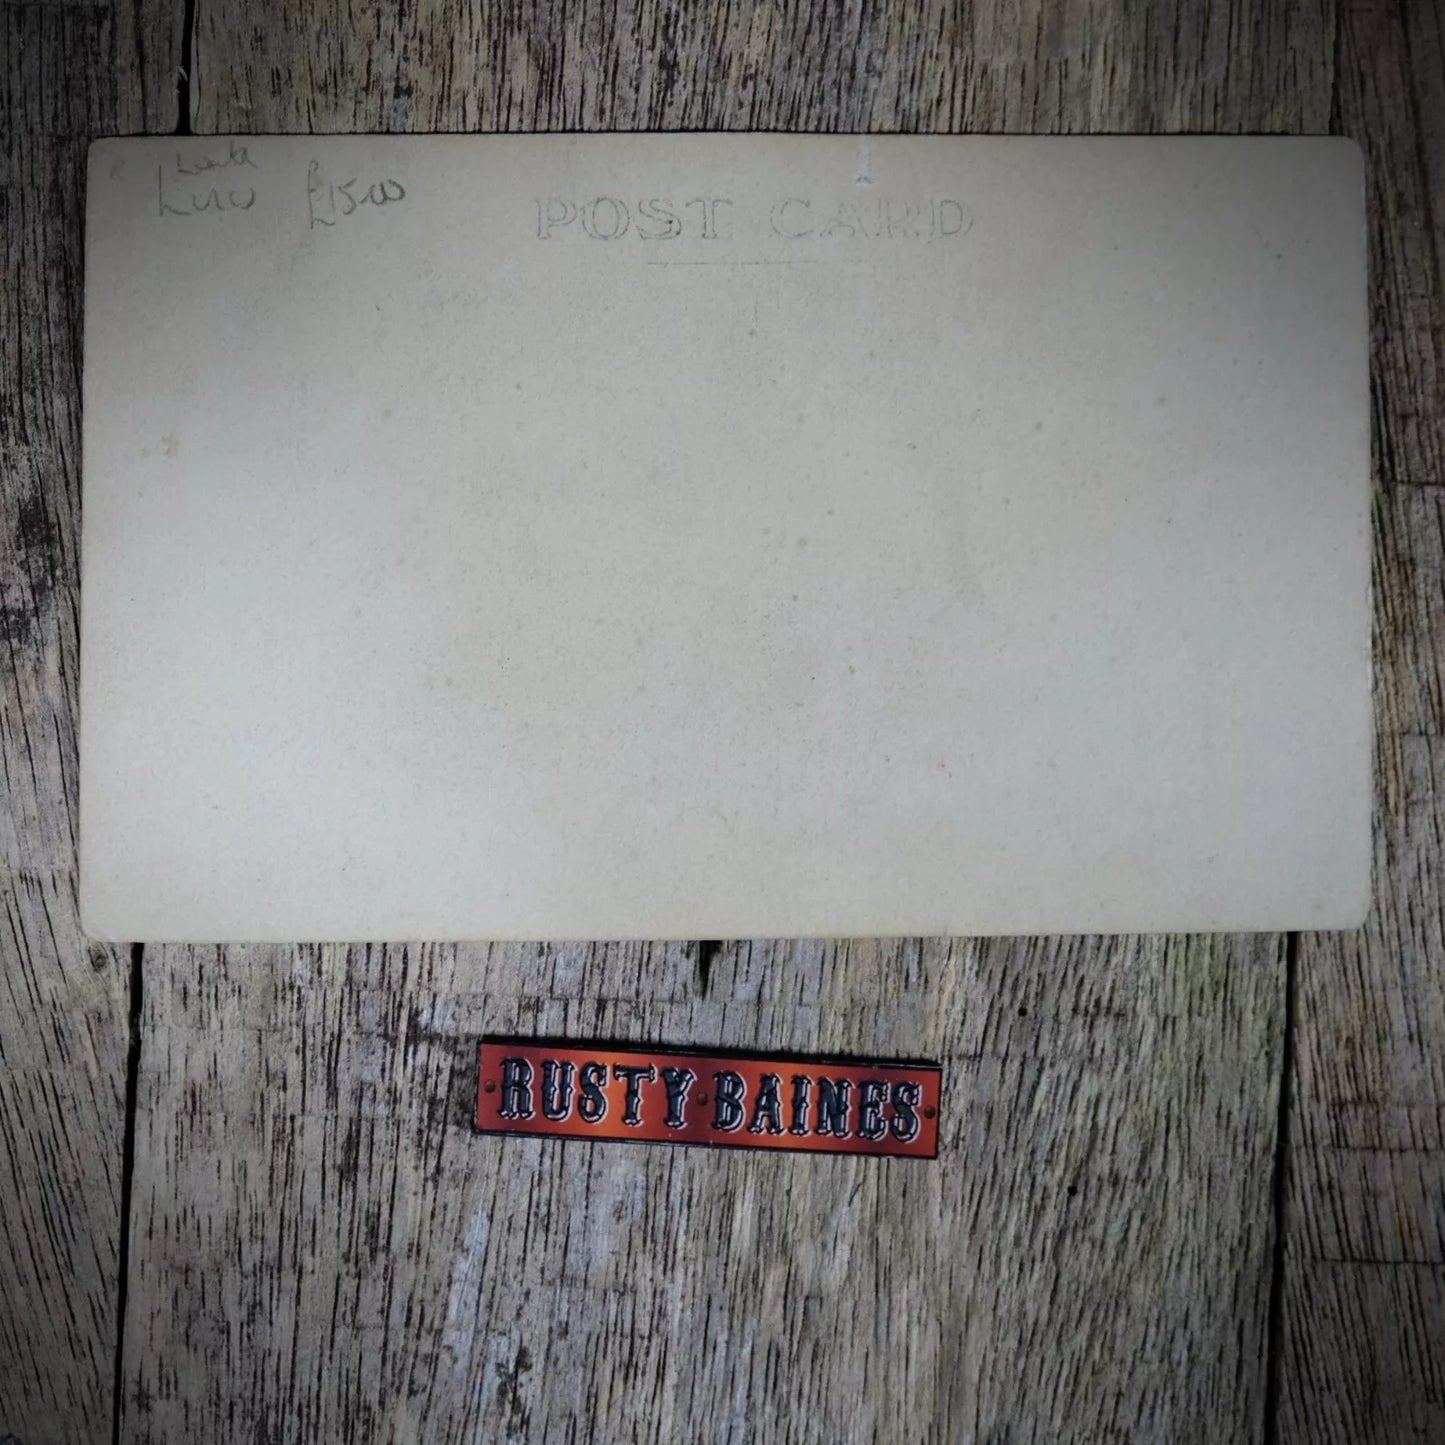 £15.00
POST CARD
RUSTY·BAINES